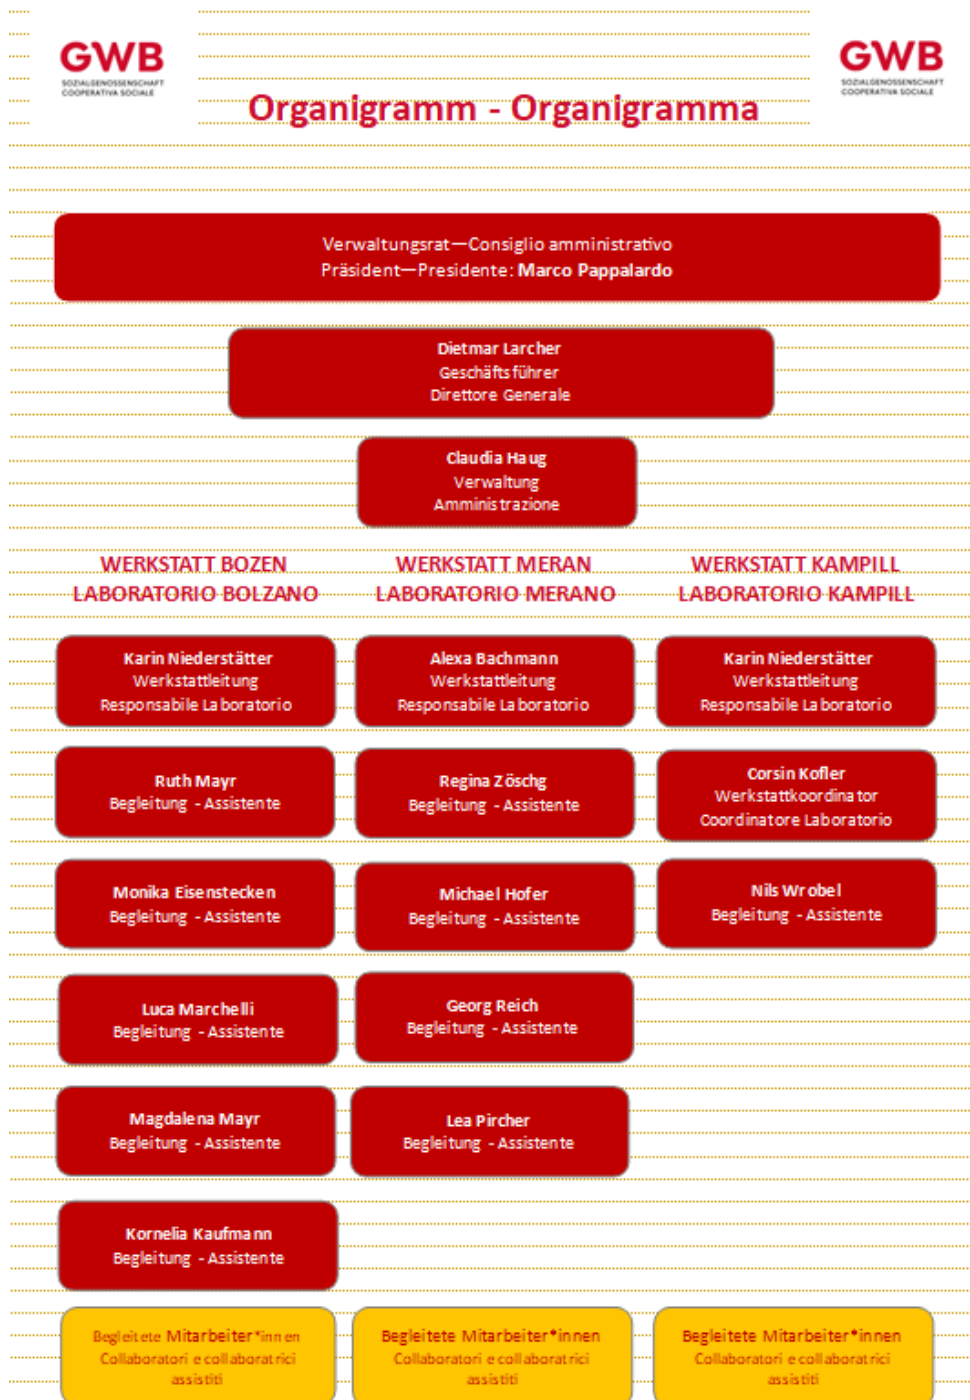 GWB
SOZIALGENOSSENSCHAFT
COOPERATIVA SOCIALE
GWB
SOZIALGENOSSENSCHAFT
COOPERATIVA SOCIALE
Organigramm - Organigramma
Verwaltungsrat—Consiglio amministrativo
Präsident—Presidente: Marco Pappalardo
Dietmar Larcher
Geschäftsführer
Direttore Generale
Claudia Haug
Verwaltung
Amministrazione
WERKSTATT BOZEN
LABORATORIO BOLZANO
Karin Niederstätter
Werkstattleitung
Responsabile Laboratorio
Ruth Mayr
Begleitung - Assistente
Monika Eisenstecken
Begleitung - Assistente
Luca Marchelli
Begleitung - Assistente
Magdalena Mayr
Begleitung - Assistente
Kornelia Kaufmann
Begleitung - Assistente
Begleitete Mitarbeiter*innen
Collaboratori e collaboratrici
assistiti
WERKSTATT MERAN
LABORATORIO MERANO
Alexa Bachmann
Werkstattleitung
Responsabile Laboratorio
Regina Zöschg
Begleitung - Assistente
Michael Hofer
Begleitung - Assistente
Georg Reich
Begleitung - Assistente
Lea Pircher
Begleitung - Assistente
Begleitete Mitarbeiter*innen
Collaboratori e collaboratrici
assistiti
WERKSTATT KAMPILL
LABORATORIO KAMPILL
Karin Niederstätter
Werkstattleitung
Responsabile Laboratorio
Corsin Kofler
Werkstattkoordinator
Coordinatore Laboratorio
Nils Wrobel
Begleitung - Assistente
Begleitete Mitarbeiter*innen
Collaboratori e collaboratrici
assistiti